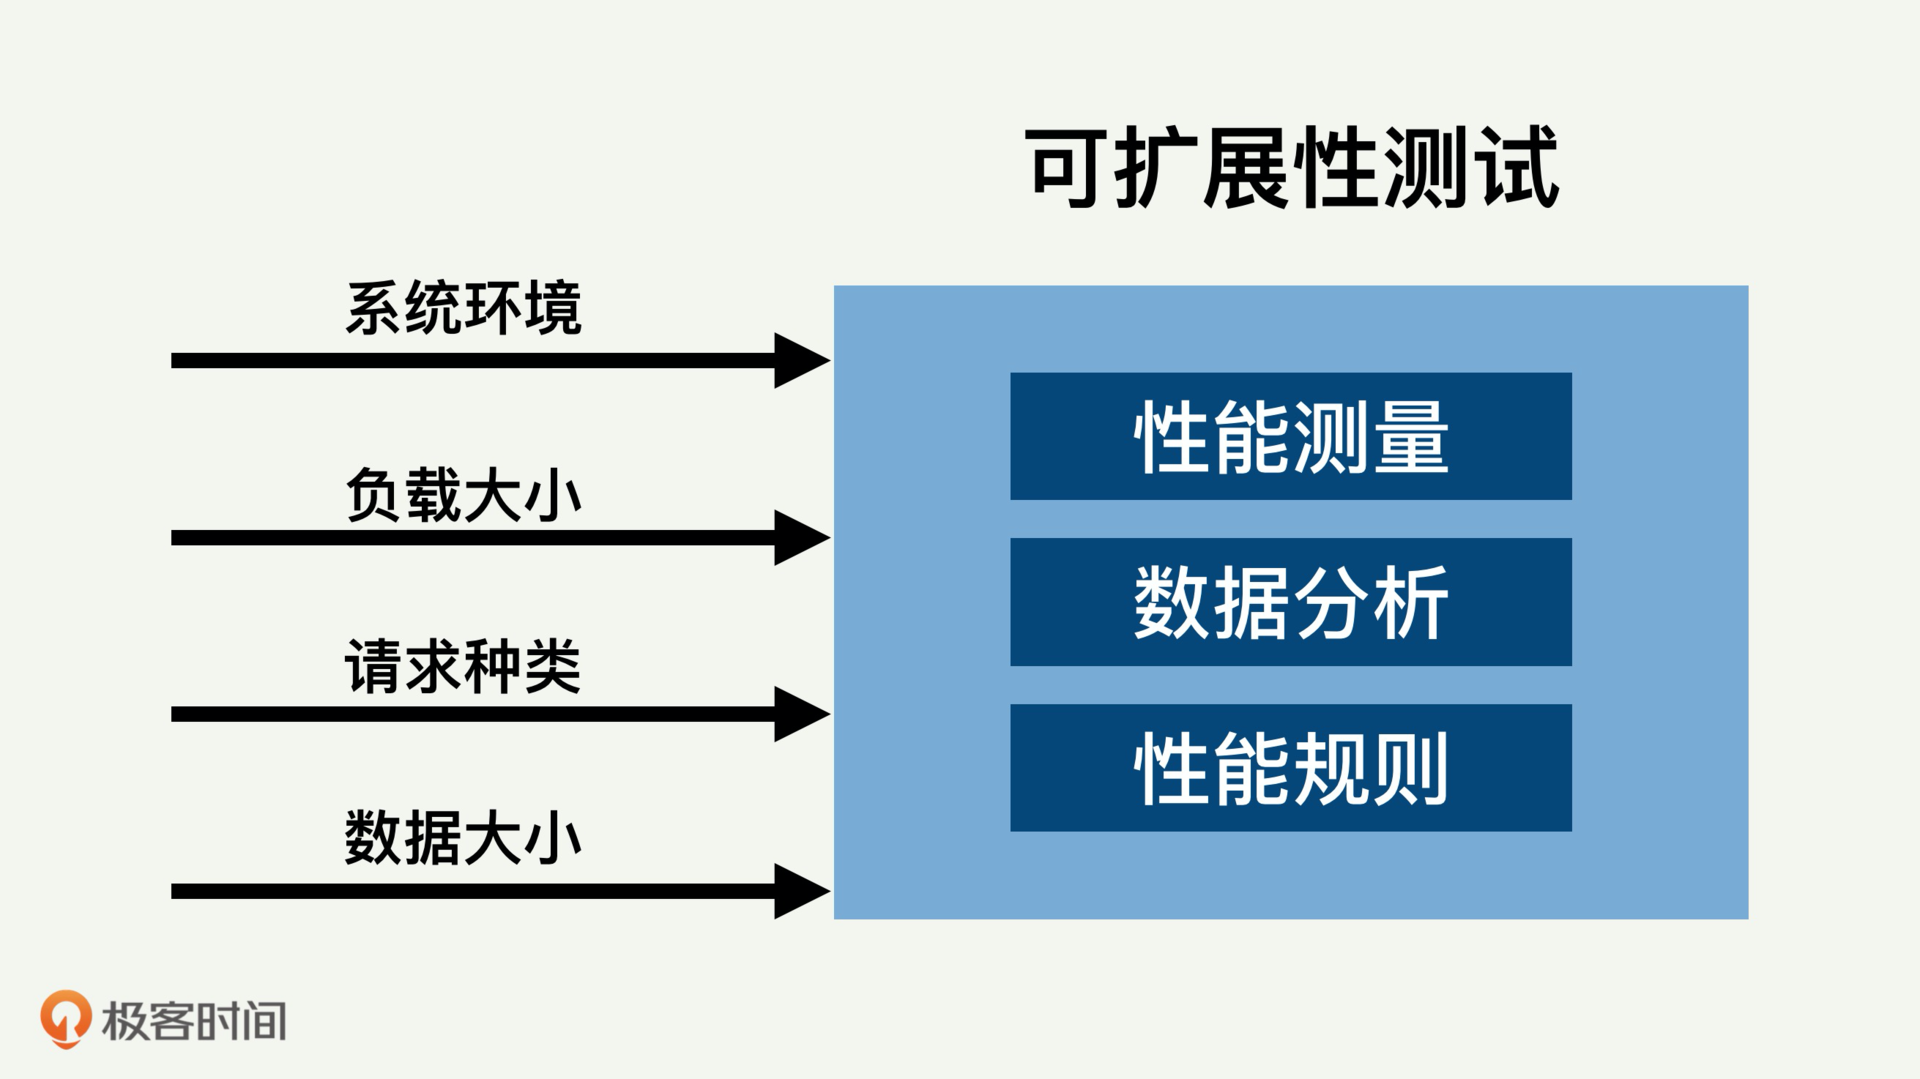 可扩展性测试
系统环境
负载大小
请求种类
数据大小
性能测量
数据分析
性能规则
极客时间